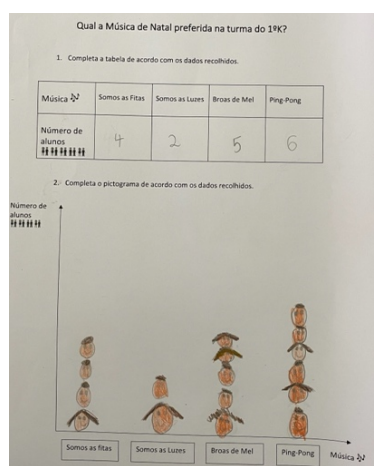 Qual a Música de Natal preferida na turma do 1ºK?
1. Completa a tabela de acordo com os dados recolhidos.
Música Somos as Fitas Somos as Luzes Broas de Mel Ping-Pong
Número de
alunos
4 2 5 6
2. Completa o pictograma de acordo com os dados recolhidos.
Número de
alunos
Somos as fitas Somos as Luzes Broas de Mel Ping-Pong Música